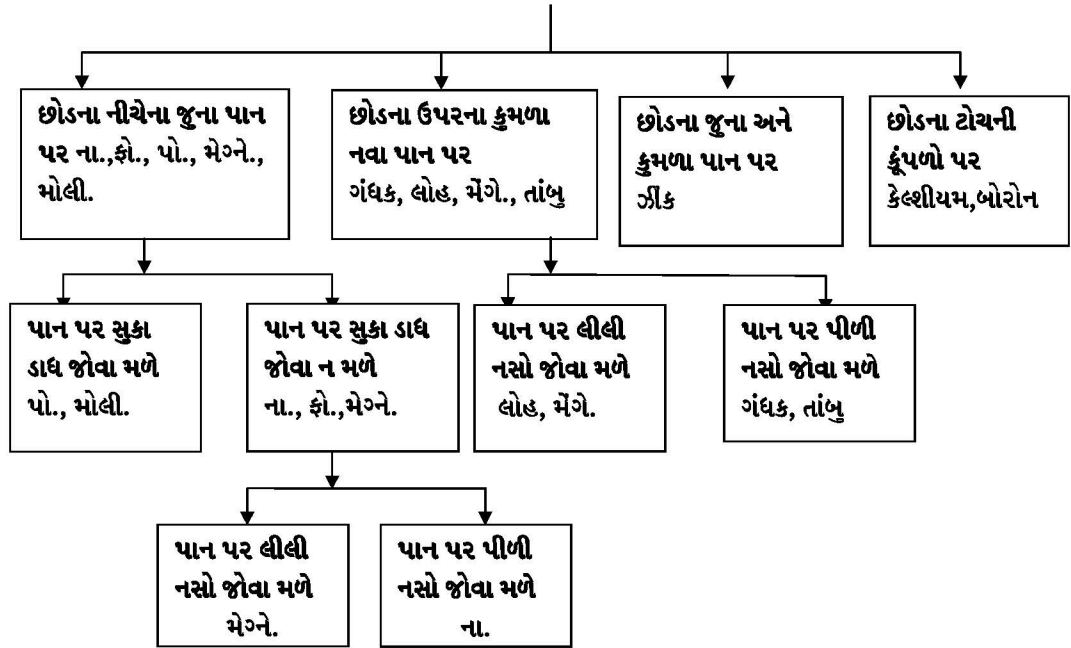 છોડના નીચેના જુના પાન
પર ના.,ફો., પો., મેગ્ને.,
મોલી.
છોડના ઉપરના કુમળા
નવા પાન પર
ગંધક, લોહ, મેંગે., તાંબુ
છોડના જુના અને
કુમળા પાન પર
ઝીંક
છોડના ટોચની
કૂંપળો પર
કેલ્શીયમ,બોરોન
પાન પર સુકા
ડાધ જોવા મળે
પો., મોલી.
પાન પર સુકા ડાધ
જોવા ન મળે
ના., ફો.,મેગ્ને.
પાન પર લીલી
નસો જોવા મળે
લોહ, મેંગે.
પાન પર પીળી
નસો જોવા મળે
ગંધક, તાંબુ
પાન પર લીલી
નસો જોવા મળે
મેગ્ને.
પાન પર પીળી
નસો જોવા મળે
ના.